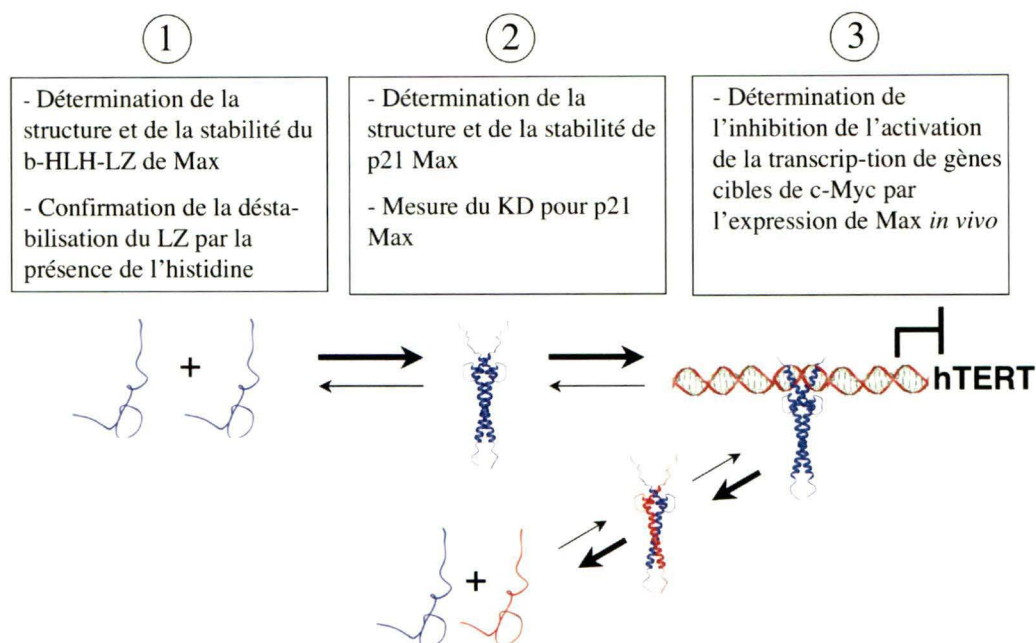 1
- Détermination de la
structure et de la stabilité du
b-HLH-LZ de Max
- Confirmation de la désta-
bilisation du LZ par la
présence de l'histidine
2
- Détermination de la
structure et de la stabilité de
p21 Max
- Mesure du KD pour p21
Max
3
- Détermination de
l'inhibition de l'activation
de la transcrip-tion de gènes
cibles de c-Myc par
l'expression de Max in vivo
+
hTERT
+